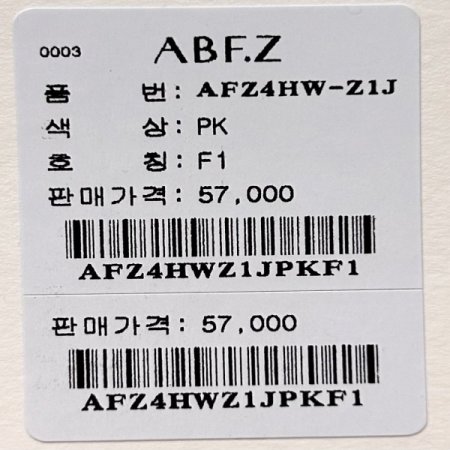 0003 ABF.Z
품 번: AFZ4HW-Z1J
색 상: PK
호 칭: F1
판매가격: 57,000
AFZ4HWZ1JPKF1
판매가격: 57,000
AFZ4HWZ1JPKF1